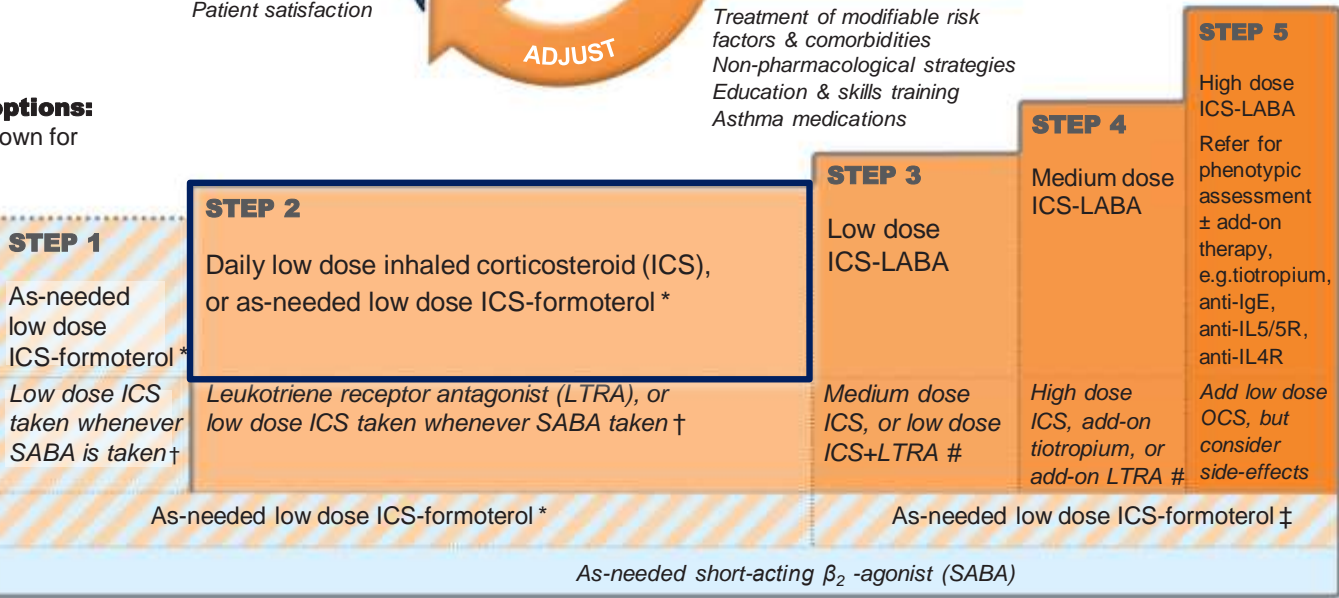 Patient satisfaction
ADJUST
Treatment of modifiable risk
factors & comorbidities
Non-pharmacological strategies
Education & skills training
Asthma medications
options:
own for
STEP 1
As-needed
low dose
ICS-formoterol *
Low dose ICS
taken whenever
SABA is taken†
STEP 2
Daily low dose inhaled corticosteroid (ICS),
or as-needed low dose ICS-formoterol *
Leukotriene receptor antagonist (LTRA), or
low dose ICS taken whenever SABA taken †
STEP 3
Low dose
ICS-LABA
Medium dose
ICS, or low dose
ICS+LTRA #
STEP 4
Medium dose
ICS-LABA
High dose
ICS, add-on
tiotropium, or
add-on LTRA #
STEP 5
High dose
ICS-LABA
Refer for
phenotypic
assessment
± add-on
therapy,
e.g.tiotropium,
anti-IgE,
anti-IL5/5R,
anti-IL4R
Add low dose
OCS, but
consider
side-effects
As-needed low dose ICS-formoterol *
As-needed low dose ICS-formoterol ‡
As-needed short-acting β₂ -agonist (SABA)